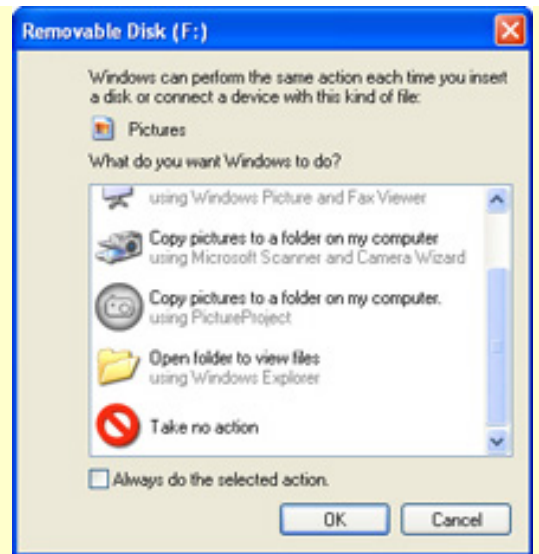 Removable Disk (F:)
Windows can perform the same action each time you insert
a disk or connect a device with this kind of file:
Pictures
What do you want Windows to do?
using Windows Picture and Fax Viewer
Copy pictures to a folder on my computer
using Microsoft Scanner and Camera Wizard
Copy pictures to a folder on my computer.
using PictureProject
Open folder to view files
using Windows Explorer
Take no action
Always do the selected action.
OK
Cancel